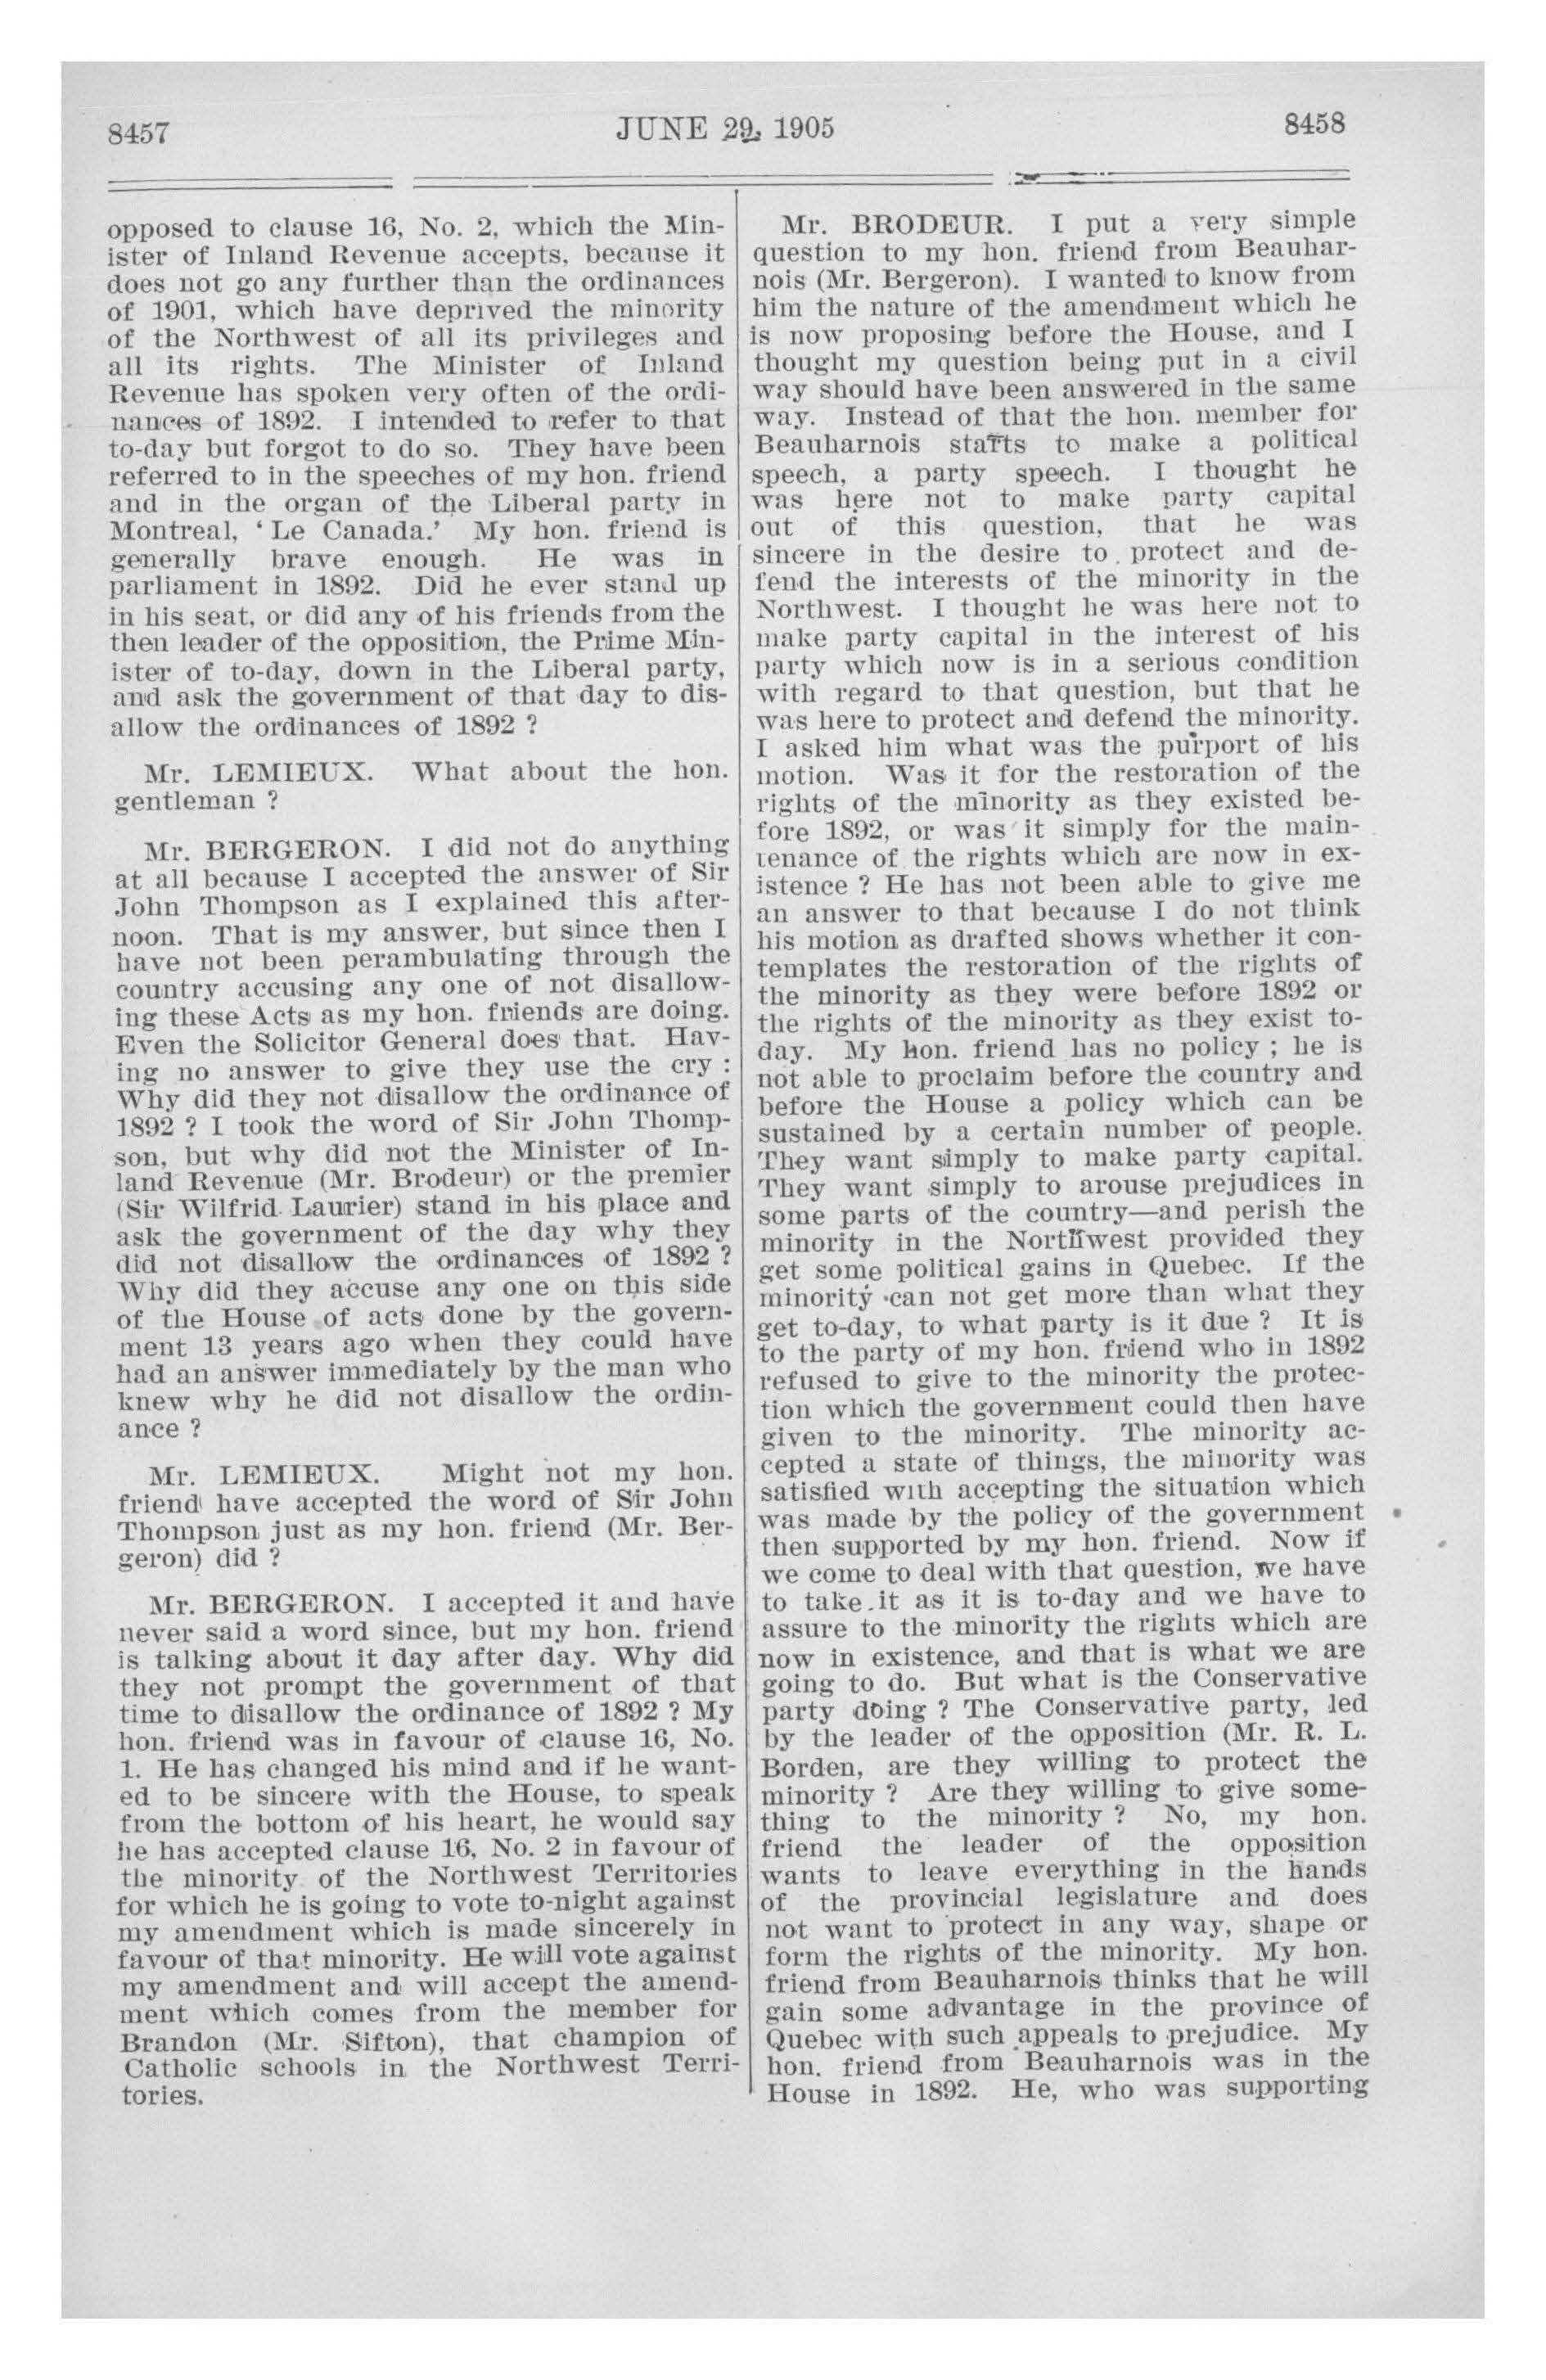 8457
JUNE 29, 1905
8458
opposed to clause 16, No. 2, which the Min-
ister of Inland Revenue accepts, because it
does not go any further than the ordinances
of 1901, which have deprived the minority
of the Northwest of all its privileges and
all its rights. The Minister of Inland
Revenue has spoken very often of the ordi-
nances of 1892. I intended to refer to that
to-day but forgot to do so. They have been
referred to in the speeches of my hon. friend
and in the organ of the Liberal party in
Montreal, ' Le Canada.' My hon. friend is
generally brave enough. He was in
parliament in 1892. Did he ever stand up
in his seat, or did any of his friends from the
then leader of the opposition, the Prime Min-
ister of to-day, down in the Liberal party,
and ask the government of that day to dis-
allow the ordinances of 1892 ?
Mr. LEMIEUX. What about the hon.
gentleman ?
Mr. BERGERON. I did not do anything
at all because I accepted the answer of Sir
John Thompson as I explained this after-
noon. That is my answer, but since then I
have not been perambulating through the
country accusing any one of not disallow-
ing these Acts as my hon. friends are doing.
Even the Solicitor General does that. Hav-
ing no answer to give they use the cry :
Why did they not disallow the ordinance of
1892 ? I took the word of Sir John Thomp-
son, but why did not the Minister of In-
land Revenue (Mr. Brodeur) or the premier
(Sir Wilfrid Laurier) stand in his place and
ask the government of the day why they
did not disallow the ordinances of 1892 ?
Why did they accuse any one on this side
of the House of acts done by the govern-
ment 13 years ago when they could have
had an answer immediately by the man who
knew why he did not disallow the ordin-
ance ?
Mr. LEMIEUX. Might not my hon.
friend have accepted the word of Sir John
Thompson just as my hon. friend (Mr. Ber-
geron) did ?
Mr. BERGERON. I accepted it and have
never said a word since, but my hon. friend
is talking about it day after day. Why did
they not prompt the government of that
time to disallow the ordinance of 1892 ? My
hon. friend was in favour of clause 16, No.
1. He has changed his mind and if he want-
ed to be sincere with the House, to speak
from the bottom of his heart, he would say
he has accepted clause 16, No. 2 in favour of
the minority of the Northwest Territories
for which he is going to vote to-night against
my amendment which is made sincerely in
favour of that minority. He will vote against
my amendment and will accept the amend-
ment which comes from the member for
Brandon (Mr. Sifton), that champion of
Catholic schools in the Northwest Terri-
tories.
Mr. BRODEUR. I put a very simple
question to my hon. friend from Beauhar-
nois (Mr. Bergeron). I wanted to know from
him the nature of the amendment which he
is now proposing before the House, and I
thought my question being put in a civil
way should have been answered in the same
way. Instead of that the hon. member for
Beauharnois starts to make a political
speech, a party speech. I thought he
was here not to make party capital
out of this question, that he was
sincere in the desire to protect and de-
fend the interests of the minority in the
Northwest. I thought he was here not to
make party capital in the interest of his
party which now is in a serious condition
with regard to that question, but that he
was here to protect and defend the minority.
I asked him what was the purport of his
motion. Was it for the restoration of the
rights of the minority as they existed be-
fore 1892, or was it simply for the main-
tenance of the rights which are now in ex-
istence ? He has not been able to give me
an answer to that because I do not think
his motion as drafted shows whether it con-
templates the restoration of the rights of
the minority as they were before 1892 or
the rights of the minority as they exist to-
day. My hon. friend has no policy ; he is
not able to proclaim before the country and
before the House a policy which can be
sustained by a certain number of people.
They want simply to make party capital.
They want simply to arouse prejudices in
some parts of the country—and perish the
minority in the Northwest provided they
get some political gains in Quebec. If the
minority can not get more than what they
get to-day, to what party is it due ? It is
to the party of my hon. friend who in 1892
refused to give to the minority the protec-
tion which the government could then have
given to the minority. The minority ac-
cepted a state of things, the minority was
satisfied with accepting the situation which
was made by the policy of the government
then supported by my hon. friend. Now if
we come to deal with that question, we have
to take it as it is to-day and we have to
assure to the minority the rights which are
now in existence, and that is what we are
going to do. But what is the Conservative
party doing ? The Conservative party, led
by the leader of the opposition (Mr. R. L.
Borden, are they willing to protect the
minority ? Are they willing to give some-
thing to the minority ? No, my hon.
friend the leader of the opposition
wants to leave everything in the hands
of the provincial legislature and does
not want to protect in any way, shape or
form the rights of the minority. My hon.
friend from Beauharnois thinks that he will
gain some advantage in the province of
Quebec with such appeals to prejudice. My
hon. friend from Beauharnois was in the
House in 1892. He, who was supporting